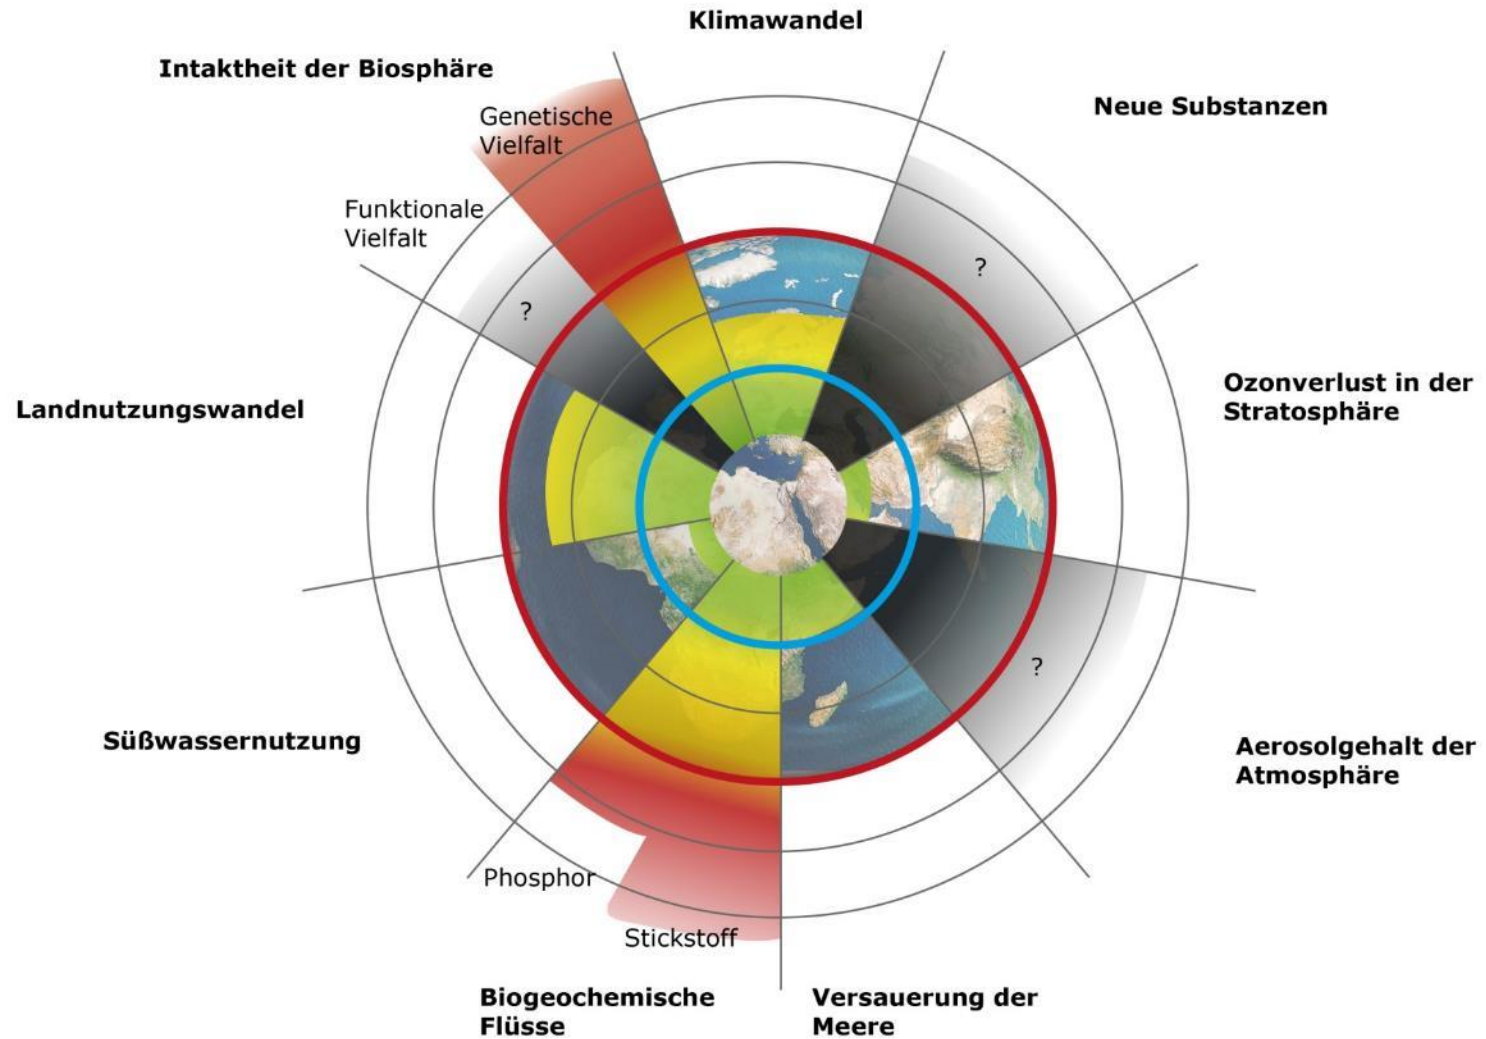 Klimawandel
Intaktheit der Biosphäre
Genetische
Vielfalt
Neue Substanzen
Funktionale
Vielfalt
?
?
Ozonverlust in der
Stratosphäre
Landnutzungswandel
?
Süßwassernutzung
Aerosolgehalt der
Atmosphäre
Phosphor
Stickstoff
Biogeochemische
Flüsse
Versauerung der
Meere